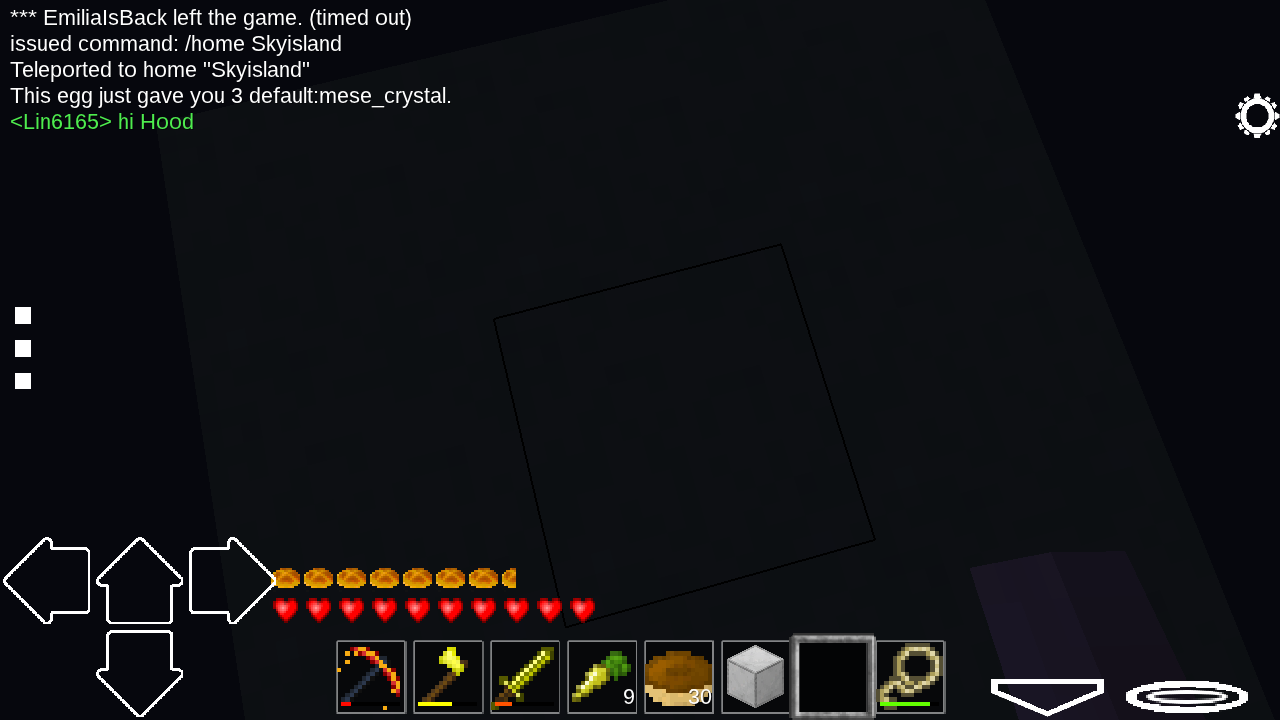 *** EmiliaIsBack left the game. (timed out)
issued command: /home Skyisland
Teleported to home "Skyisland"
This egg just gave you 3 default:mese_crystal.
<Lin6165> hi Hood
9
30